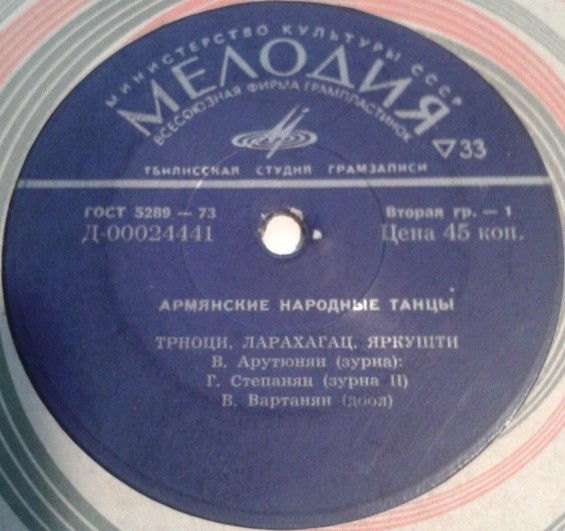 МИНИСТЕРСТВО КУЛЬТУРЫ СССР
МЕЛОДИЯ
ВСЕСОЮЗНАЯ ФИРМА ГРАМПЛАСТИНОК
33
ТБИЛИССКАЯ СТУДИЯ ГРАМЗАПИСИ
ГОСТ 5289 — 73
Вторая гр. — 1
Д-00024441
Цена 45 коп.
АРМЯНСКИЕ НАРОДНЫЕ ТАНЦЫ
ТРНОЦИ, ЛАРАХАГАЦ, ЯРКУШТИ
В. Арутюнян (зурна):
Г. Степанян (зурна II)
В. Вартанян (доол)